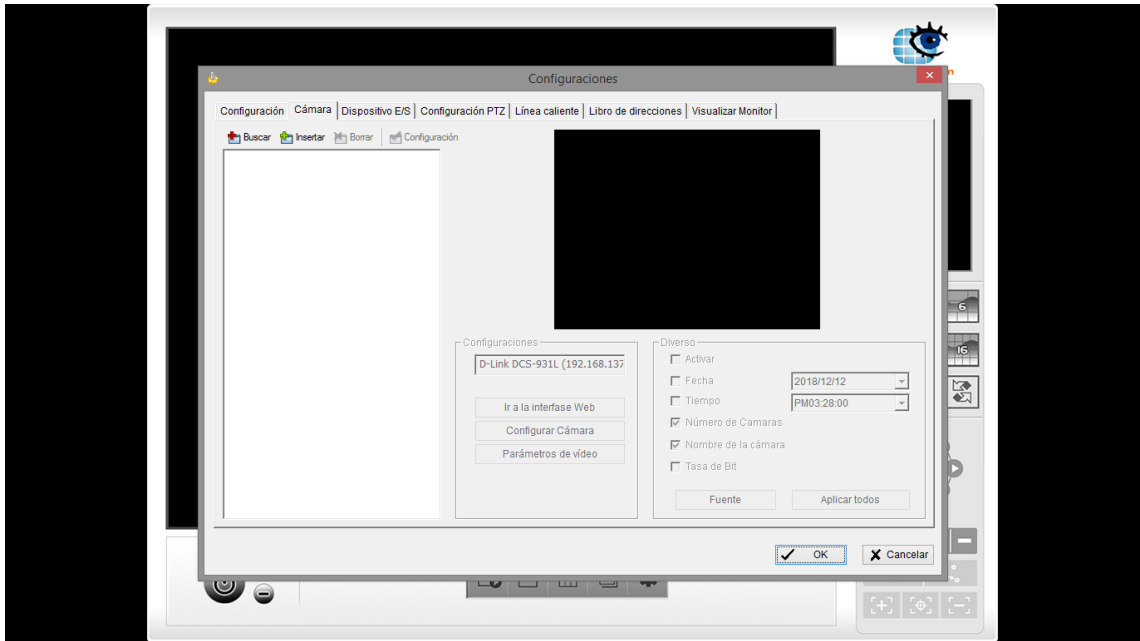 Configuraciones
Configuración Cámara Dispositivo E/S Configuración PTZ Línea caliente Libro de direcciones Visualizar Monitor
Buscar Insertar Borrar Configuración
Configuraciones
D-Link DCS-931L (192.168.137
Ir a la interfase Web
Configurar Cámara
Parámetros de vídeo
Diverso
Activar
Fecha 2018/12/12
Tiempo PM03:28:00
Número de Camaras
Nombre de la cámara
Tasa de Bit
Fuente Aplicar todos
OK Cancelar
6
16